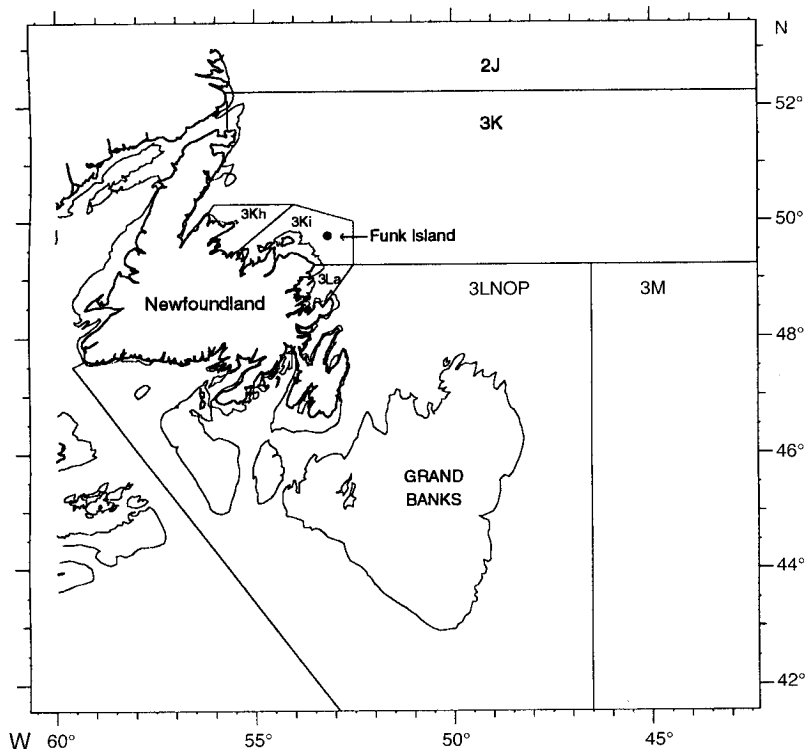 N
2J
52°
3K
50°
3Kh
3Ki
Funk Island
3La
3LNOP
3M
Newfoundland
48°
46°
GRAND
BANKS
44°
42°
W 60° 55° 50° 45°